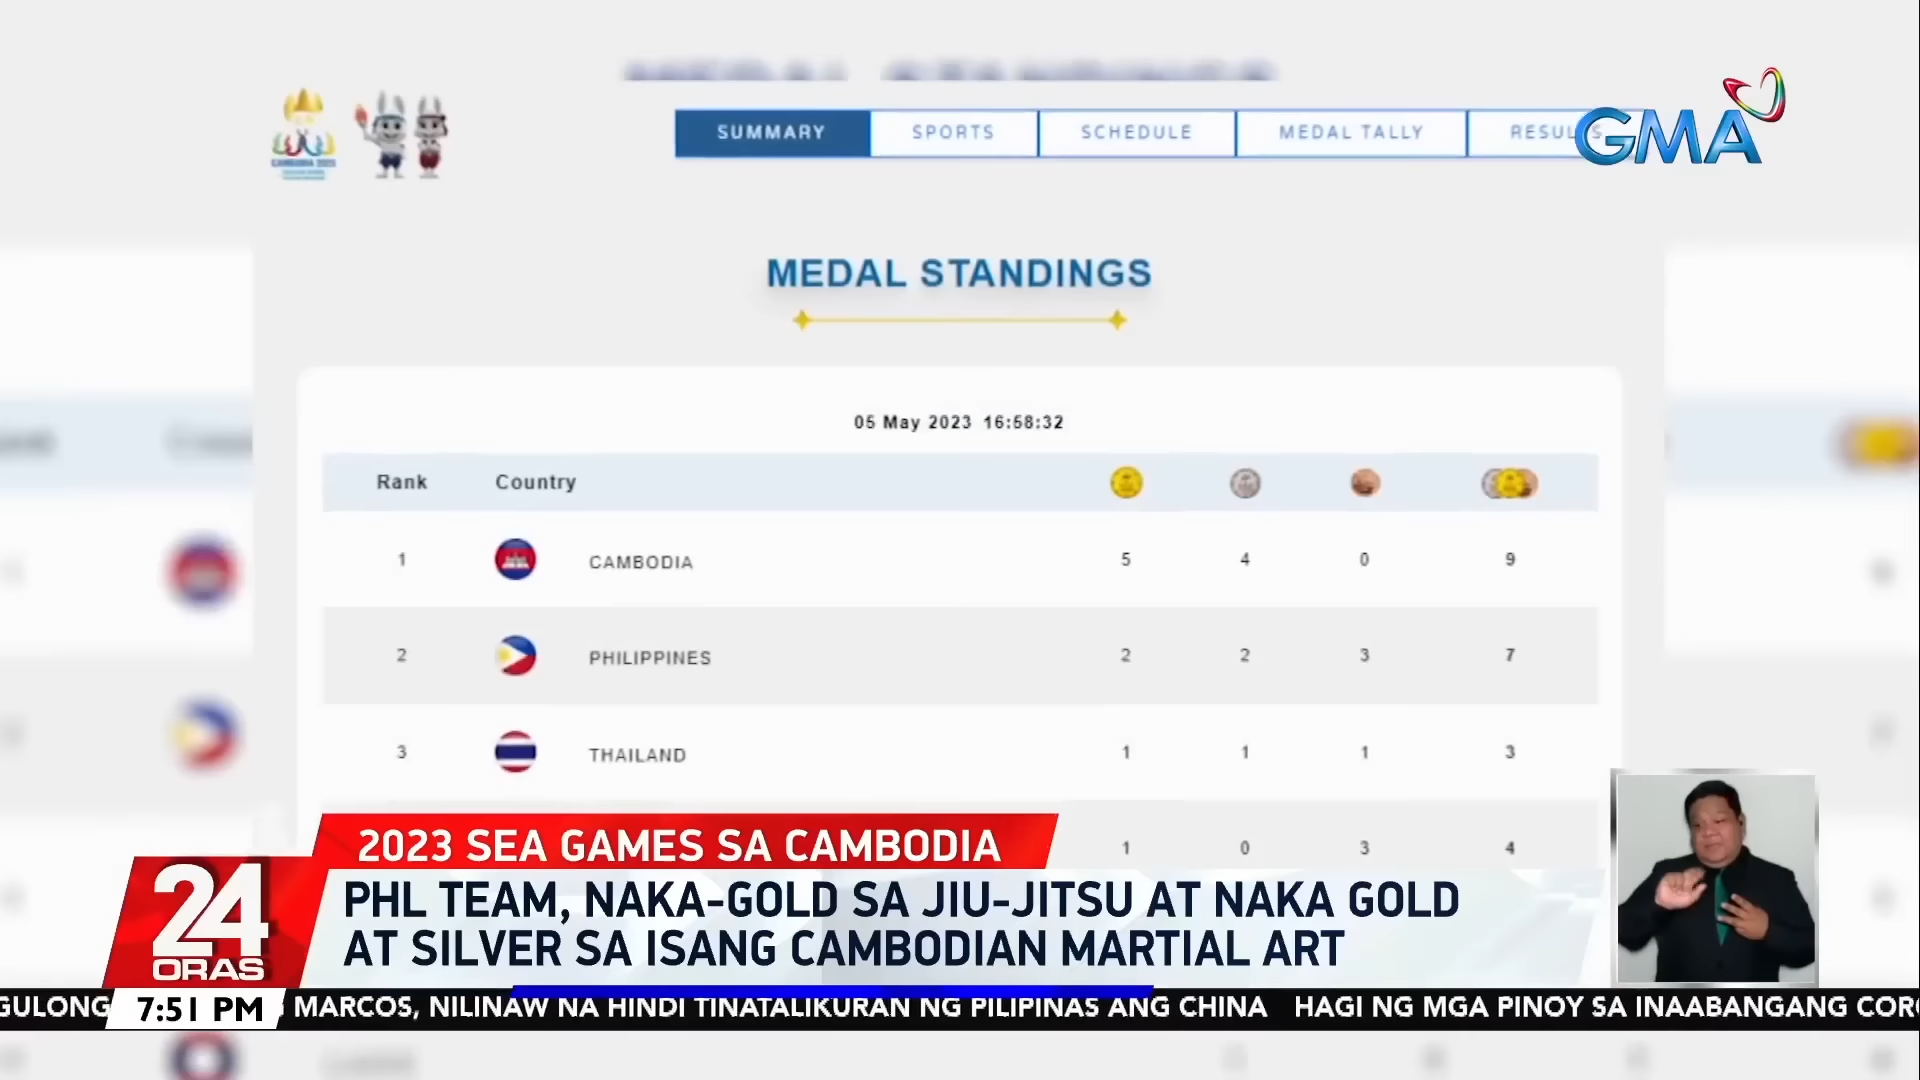 SUMMARY
SPORTS
SCHEDULE
MEDAL TALLY
GMA
CAMBODIA 2023
MEDAL STANDINGS
05 May 2023 16:58:32
Rank Country
1 CAMBODIA 5 4 0 9
2 PHILIPPINES 2 2 3 7
3 THAILAND 1 1 1 3
1 0 3 4
2023 SEA GAMES SA CAMBODIA
24 ORAS
PHL TEAM, NAKA-GOLD SA JIU-JITSU AT NAKA GOLD
AT SILVER SA ISANG CAMBODIAN MARTIAL ART
GULONG
7:51 PM
MARCOS, NILINAW NA HINDI TINATALIKURAN NG PILIPINAS ANG CHINA HAGI NG MGA PINOY SA INAABANGANG COR